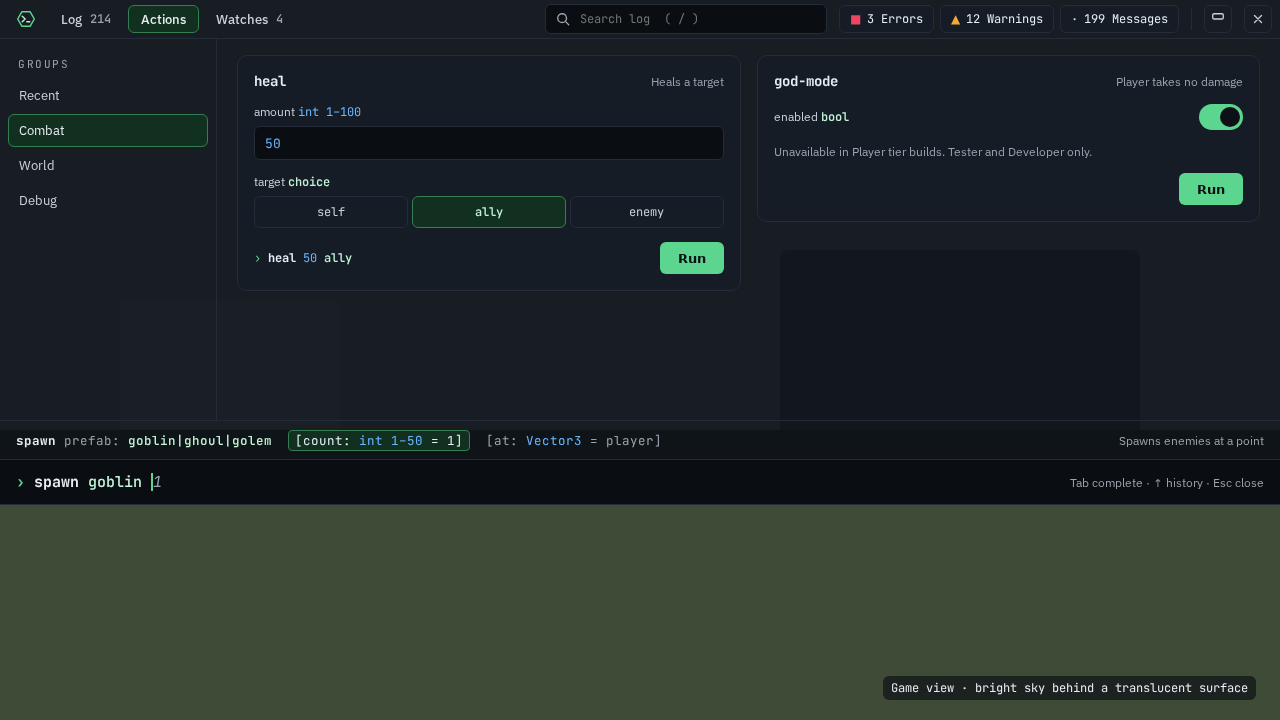 Log 214 Actions Watches 4 Search log ( / ) 3 Errors 12 Warnings · 199 Messages
GROUPS
Recent
Combat
World
Debug
heal Heals a target
amount int 1–100
50
target choice
self ally enemy
› heal 50 ally Run
god-mode Player takes no damage
enabled bool
Unavailable in Player tier builds. Tester and Developer only.
Run
spawn prefab: goblin|ghoul|golem [count: int 1–50 = 1] [at: Vector3 = player] Spawns enemies at a point
› spawn goblin 1 Tab complete · ↑ history · Esc close
Game view · bright sky behind a translucent surface